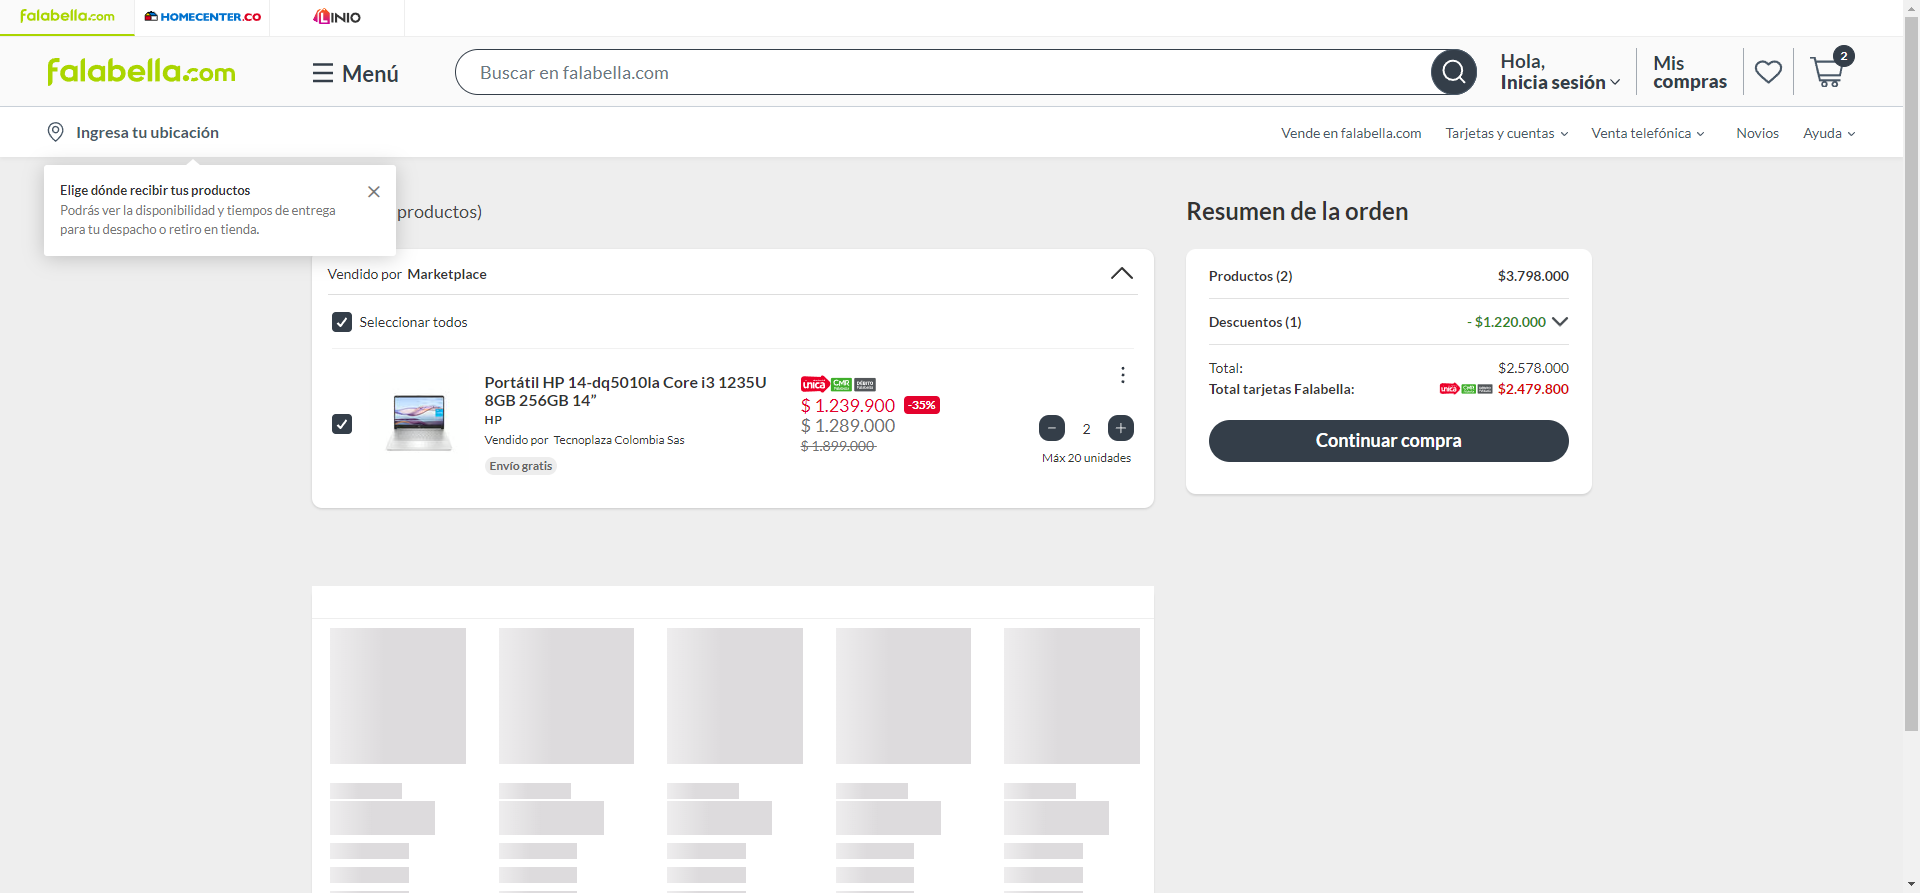 falabella.com
HOMECENTER.CO
LINIO
falabella.com
Menú
Buscar en falabella.com
Hola,
Inicia sesión
Mis
compras
2
Ingresa tu ubicación
Vende en falabella.com
Tarjetas y cuentas
Venta telefónica
Novios
Ayuda
Elige dónde recibir tus productos
Podrás ver la disponibilidad y tiempos de entrega
para tu despacho o retiro en tienda.
productos)
Resumen de la orden
Vendido por Marketplace
Seleccionar todos
Portátil HP 14-dq5010la Core i3 1235U
8GB 256GB 14”
HP
Vendido por Tecnoplaza Colombia Sas
Envío gratis
única CMR
$ 1.239.900 -35%
$ 1.289.000
$ 1.899.000
2
Máx 20 unidades
Productos (2) $3.798.000
Descuentos (1) - $1.220.000
Total: $2.578.000
Total tarjetas Falabella: única CMR $2.479.800
Continuar compra